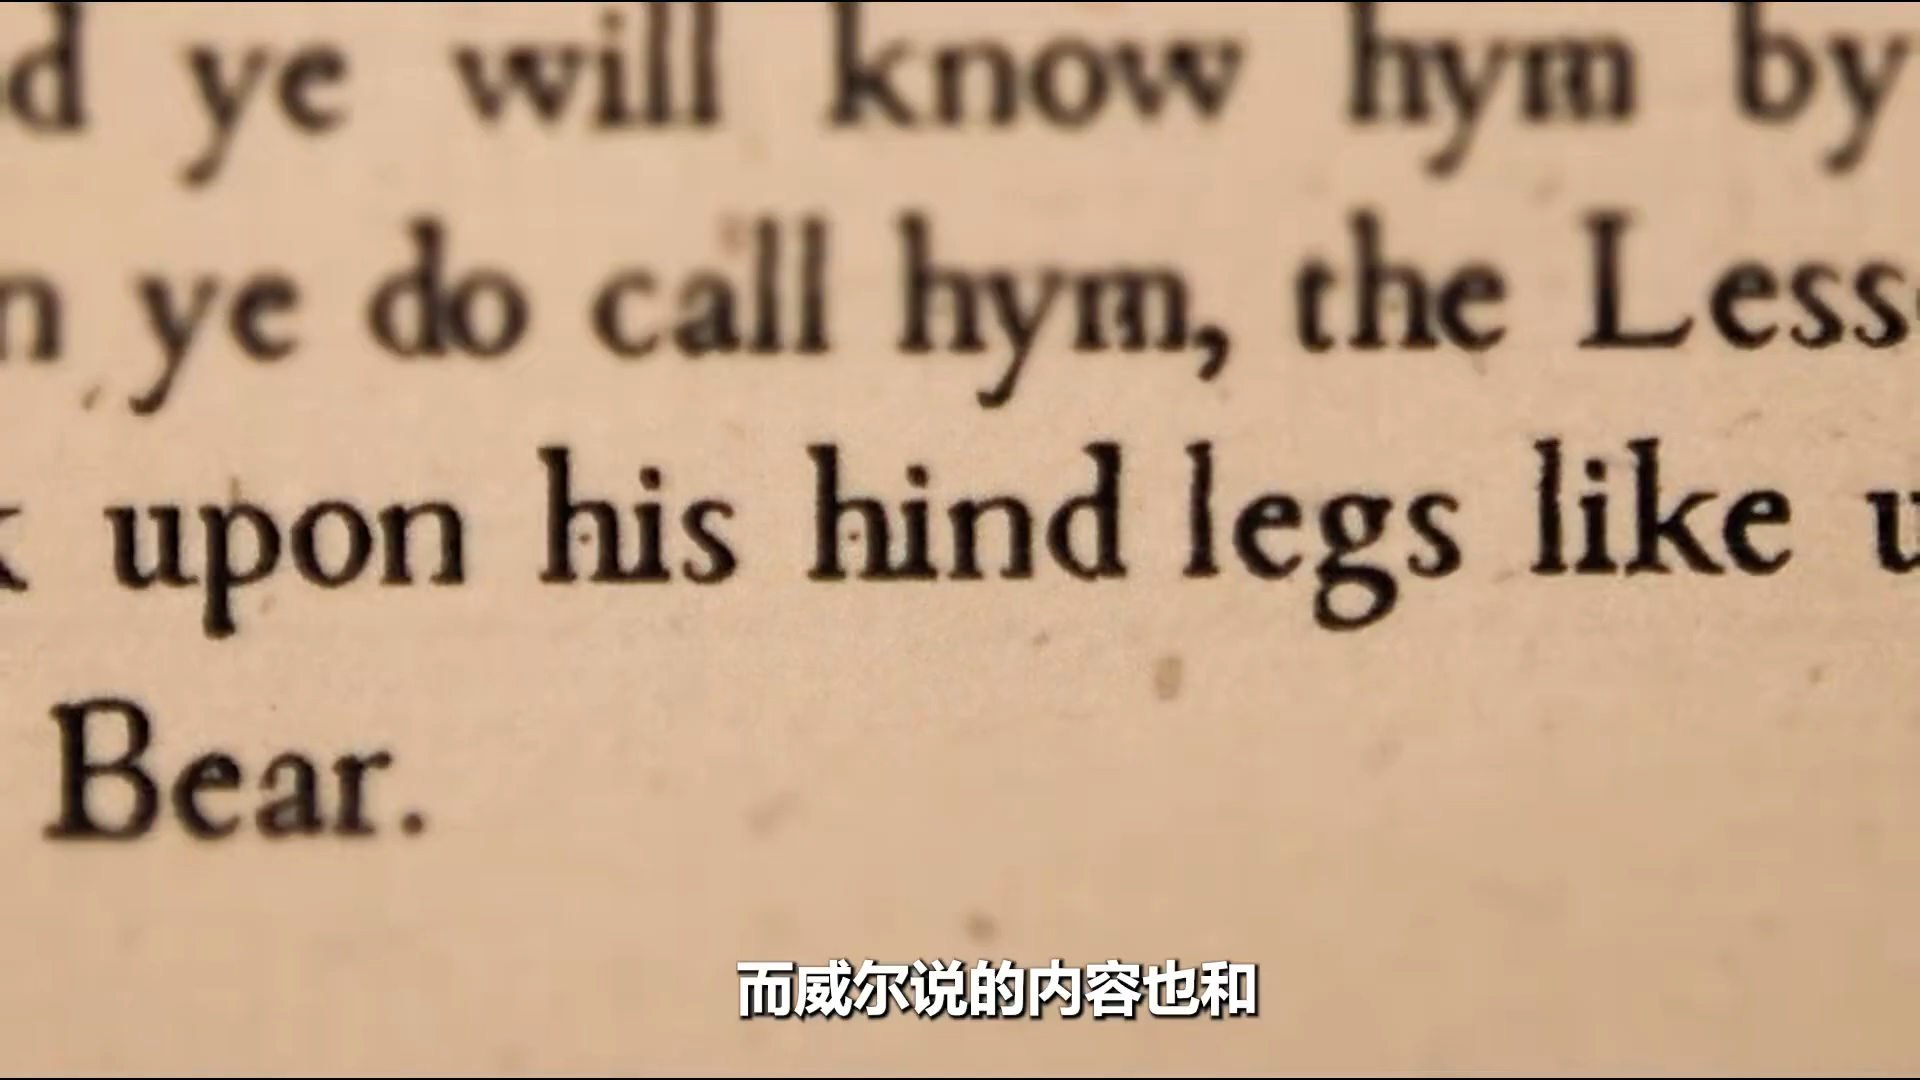 d ye will know hym by
n ye do call hym, the Less
upon his hind legs like u
Bear.
而威尔说的内容也和